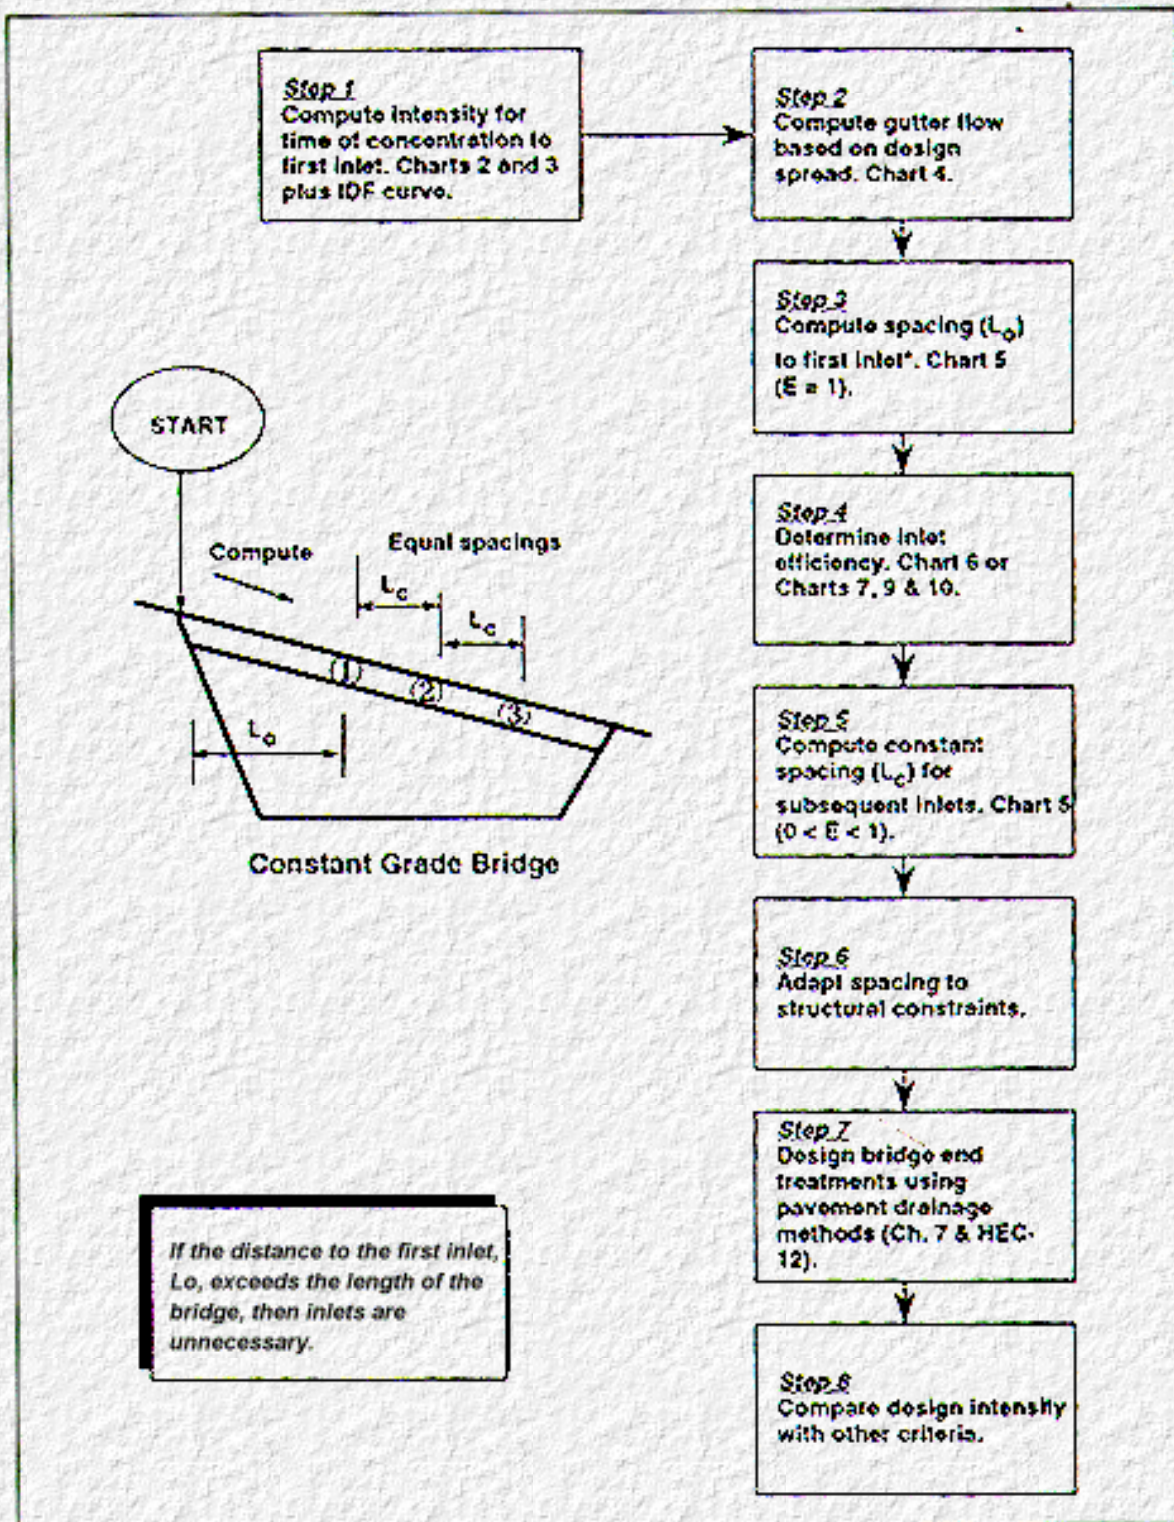 Step 1
Compute intensity for
time of concentration to
first inlet. Charts 2 and 3
plus IDF curve.
Step 2
Compute gutter flow
based on design
spread. Chart 4.
Step 3
Compute spacing (Lo)
to first inlet*. Chart 5
(E = 1).
Step 4
Determine inlet
efficiency. Chart 6 or
Charts 7, 9 & 10.
Step 5
Compute constant
spacing (Lc) for
subsequent inlets. Chart 5
(0 < E < 1).
Step 6
Adapt spacing to
structural constraints.
Step 7
Design bridge end
treatments using
pavement drainage
methods (Ch. 7 & HEC-
12).
Step 8
Compare design intensity
with other criteria.
START
Compute
Equal spacings
Lc
Lc
(1)
(2)
(3)
Lo
Constant Grade Bridge
If the distance to the first inlet,
Lo, exceeds the length of the
bridge, then inlets are
unnecessary.